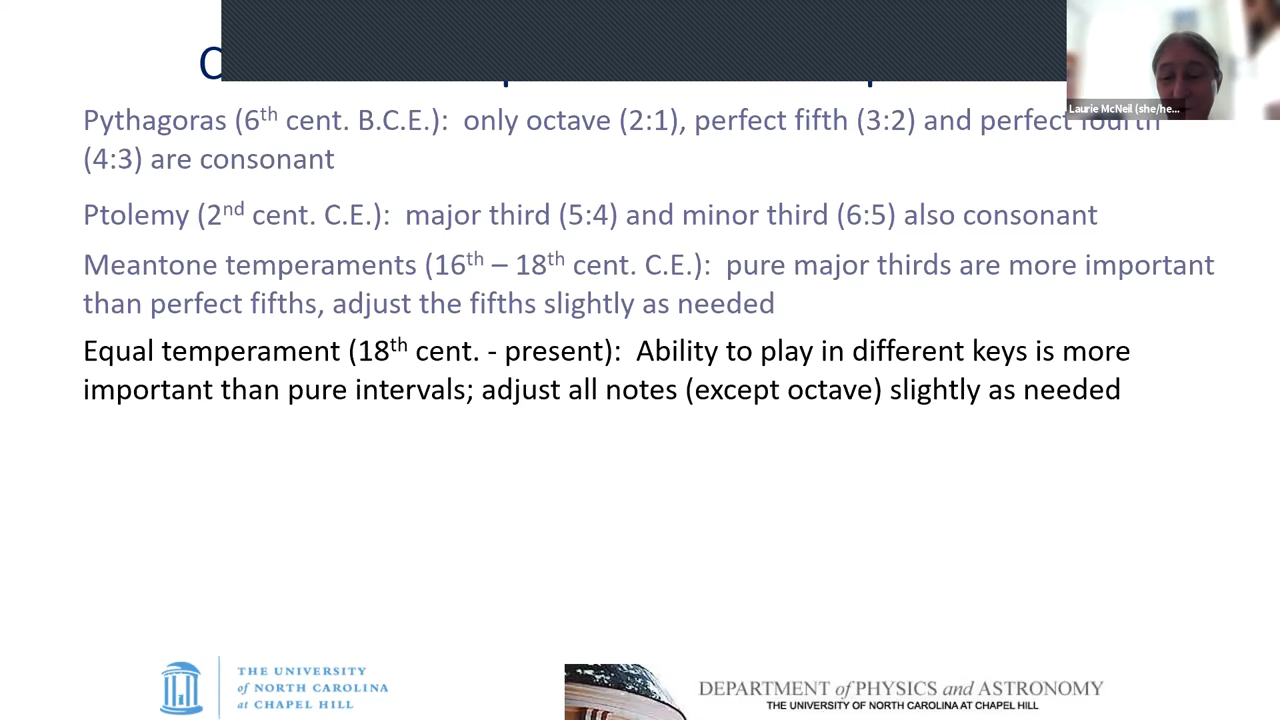 Laurie McNeil (she/he...
Pythagoras (6th cent. B.C.E.): only octave (2:1), perfect fifth (3:2) and perfect fourth
(4:3) are consonant
Ptolemy (2nd cent. C.E.): major third (5:4) and minor third (6:5) also consonant
Meantone temperaments (16th – 18th cent. C.E.): pure major thirds are more important
than perfect fifths, adjust the fifths slightly as needed
Equal temperament (18th cent. - present): Ability to play in different keys is more
important than pure intervals; adjust all notes (except octave) slightly as needed
THE UNIVERSITY
of NORTH CAROLINA
at CHAPEL HILL
DEPARTMENT of PHYSICS and ASTRONOMY
THE UNIVERSITY OF NORTH CAROLINA AT CHAPEL HILL